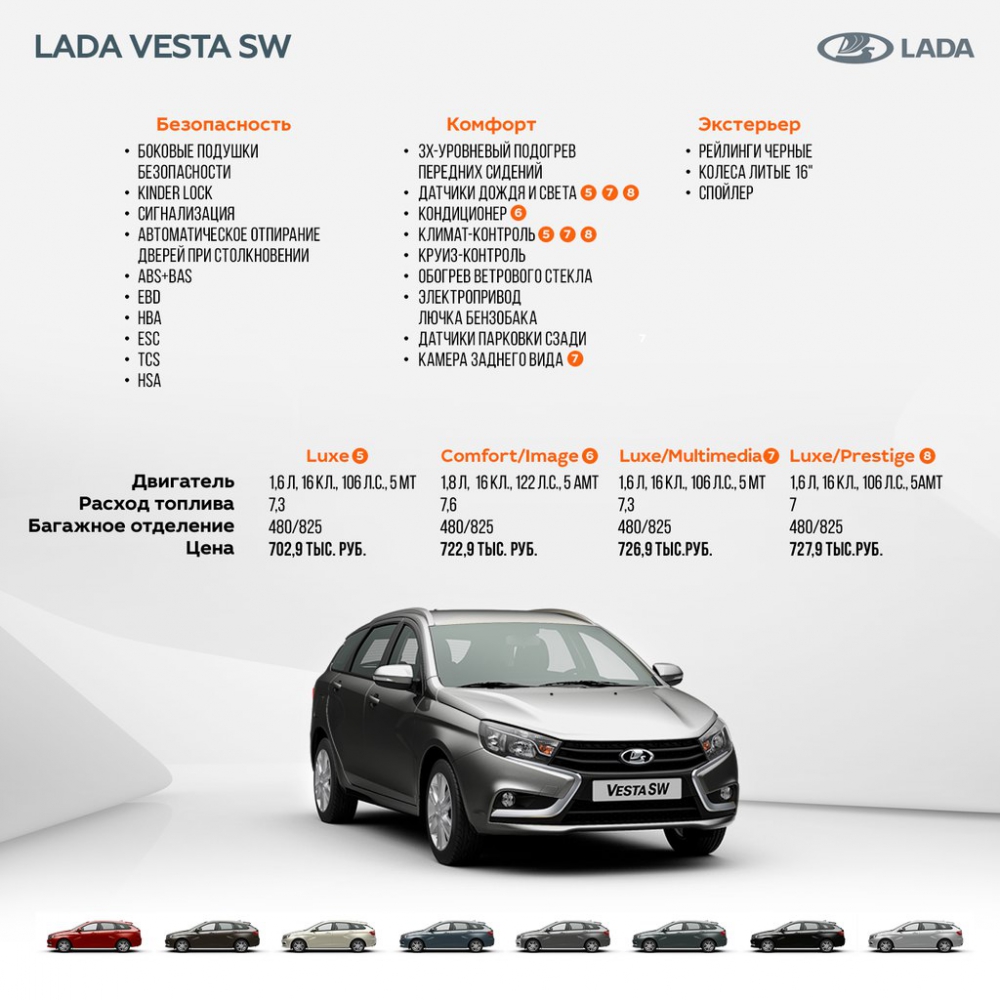 LADA VESTA SW
LADA
Безопасность
• БОКОВЫЕ ПОДУШКИ
БЕЗОПАСНОСТИ
• KINDER LOCK
• СИГНАЛИЗАЦИЯ
• АВТОМАТИЧЕСКОЕ ОТПИРАНИЕ
ДВЕРЕЙ ПРИ СТОЛКНОВЕНИИ
• ABS+BAS
• EBD
• HBA
• ESC
• TCS
• HSA
Комфорт
• 3Х-УРОВНЕВЫЙ ПОДОГРЕВ
ПЕРЕДНИХ СИДЕНИЙ
• ДАТЧИКИ ДОЖДЯ И СВЕТА 5 7 8
• КОНДИЦИОНЕР 6
• КЛИМАТ-КОНТРОЛЬ 5 7 8
• КРУИЗ-КОНТРОЛЬ
• ОБОГРЕВ ВЕТРОВОГО СТЕКЛА
• ЭЛЕКТРОПРИВОД
ЛЮЧКА БЕНЗОБАКА
• ДАТЧИКИ ПАРКОВКИ СЗАДИ 7
• КАМЕРА ЗАДНЕГО ВИДА 7
Экстерьер
• РЕЙЛИНГИ ЧЕРНЫЕ
• КОЛЕСА ЛИТЫЕ 16"
• СПОЙЛЕР
Luxe 5 Comfort/Image 6 Luxe/Multimedia 7 Luxe/Prestige 8
Двигатель 1,6 Л, 16 КЛ., 106 Л.С., 5 МТ 1,8 Л, 16 КЛ., 122 Л.С., 5 АМТ 1,6 Л, 16 КЛ., 106 Л.С., 5 МТ 1,6 Л, 16 КЛ., 106 Л.С., 5АМТ
Расход топлива 7,3 7,6 7,3 7
Багажное отделение 480/825 480/825 480/825 480/825
Цена 702,9 ТЫС. РУБ. 722,9 ТЫС. РУБ. 726,9 ТЫС.РУБ. 727,9 ТЫС.РУБ.
VESTA SW